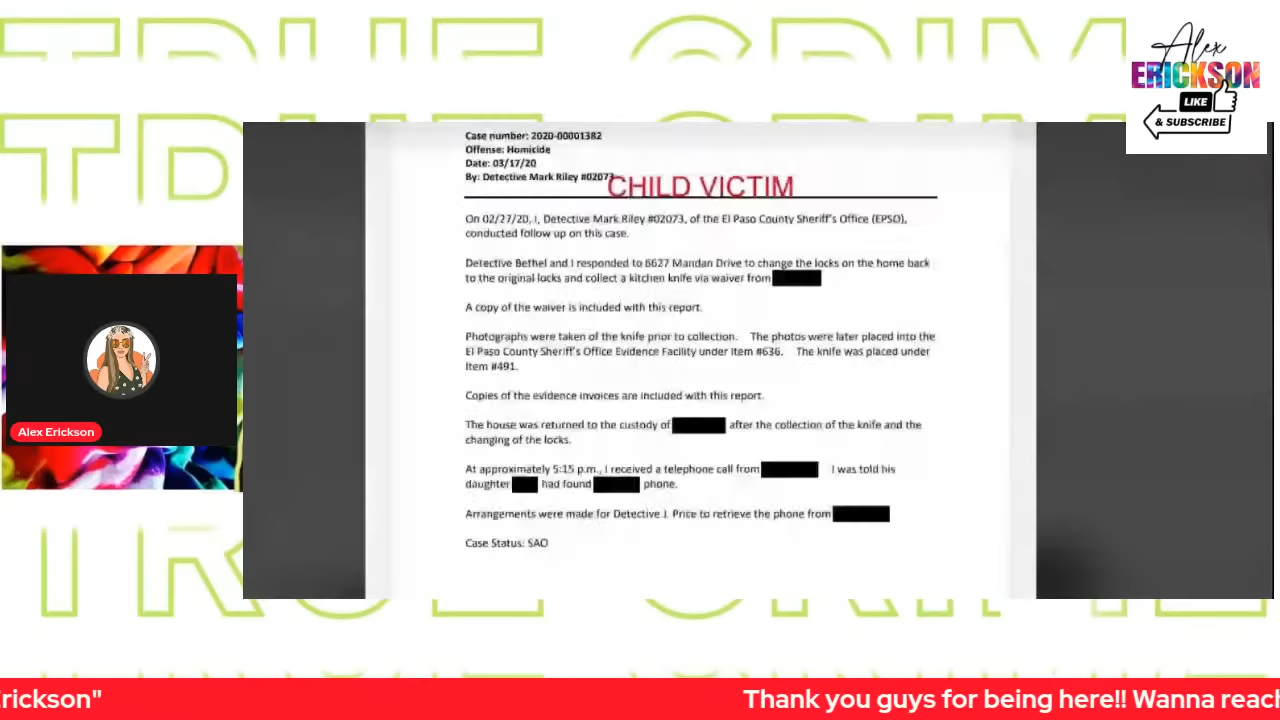 TRUE CRIM
Alex
ERICKSON
LIKE
& SUBSCRIBE
TRUE
Case number: 2020-00001382
Offense: Homicide
Date: 03/17/20
By: Detective Mark Riley #02073
CHILD VICTIM
On 02/27/20, I, Detective Mark Riley #02073, of the El Paso County Sheriff's Office (EPSO),
conducted follow up on this case.
Detective Bethel and I responded to 6627 Mandan Drive to change the locks on the home back
to the original locks and collect a kitchen knife via waiver from
A copy of the waiver is included with this report.
Photographs were taken of the knife prior to collection. The photos were later placed into the
El Paso County Sheriff's Office Evidence Facility under Item #636. The knife was placed under
Item #491.
Copies of the evidence invoices are included with this report.
The house was returned to the custody of after the collection of the knife and the
changing of the locks.
At approximately 5:15 p.m., I received a telephone call from I was told his
daughter had found phone.
Arrangements were made for Detective J. Price to retrieve the phone from
Case Status: SAO
Alex Erickson
TRUE CRIME
rickson" Thank you guys for being here!! Wanna reach